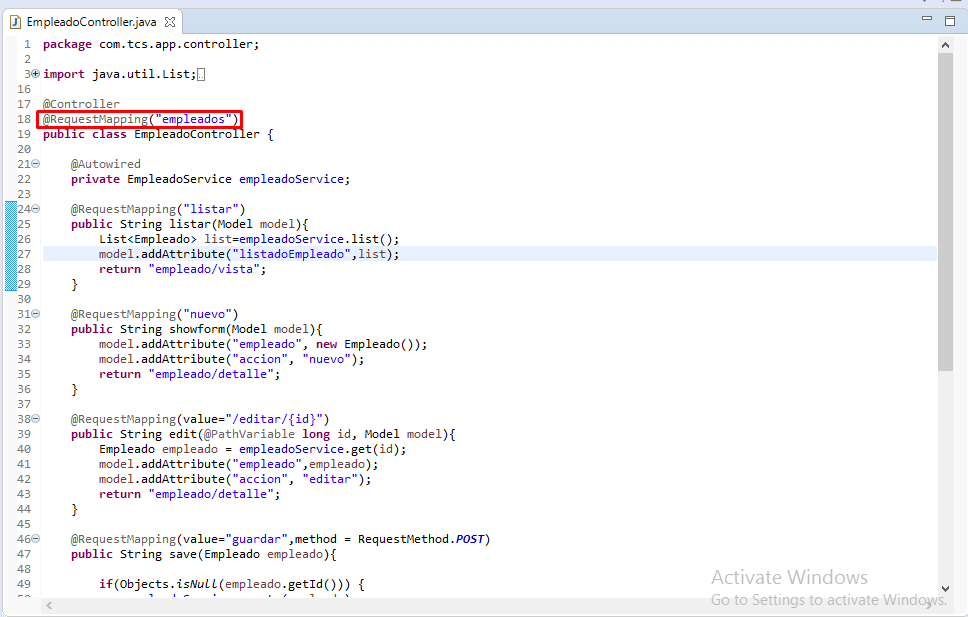 EmpleadoController.java
1 package com.tcs.app.controller;
2
3 import java.util.List;
16
17 @Controller
18 @RequestMapping("empleados")
19 public class EmpleadoController {
20
21 @Autowired
22 private EmpleadoService empleadoService;
23
24 @RequestMapping("listar")
25 public String listar(Model model){
26 List<Empleado> list=empleadoService.list();
27 model.addAttribute("listadoEmpleado",list);
28 return "empleado/vista";
29 }
30
31 @RequestMapping("nuevo")
32 public String showform(Model model){
33 model.addAttribute("empleado", new Empleado());
34 model.addAttribute("accion", "nuevo");
35 return "empleado/detalle";
36 }
37
38 @RequestMapping(value="/editar/{id}")
39 public String edit(@PathVariable long id, Model model){
40 Empleado empleado = empleadoService.get(id);
41 model.addAttribute("empleado",empleado);
42 model.addAttribute("accion", "editar");
43 return "empleado/detalle";
44 }
45
46 @RequestMapping(value="guardar",method = RequestMethod.POST)
47 public String save(Empleado empleado){
48
49 if(Objects.isNull(empleado.getId())) {
Activate Windows
Go to Settings to activate Windows.